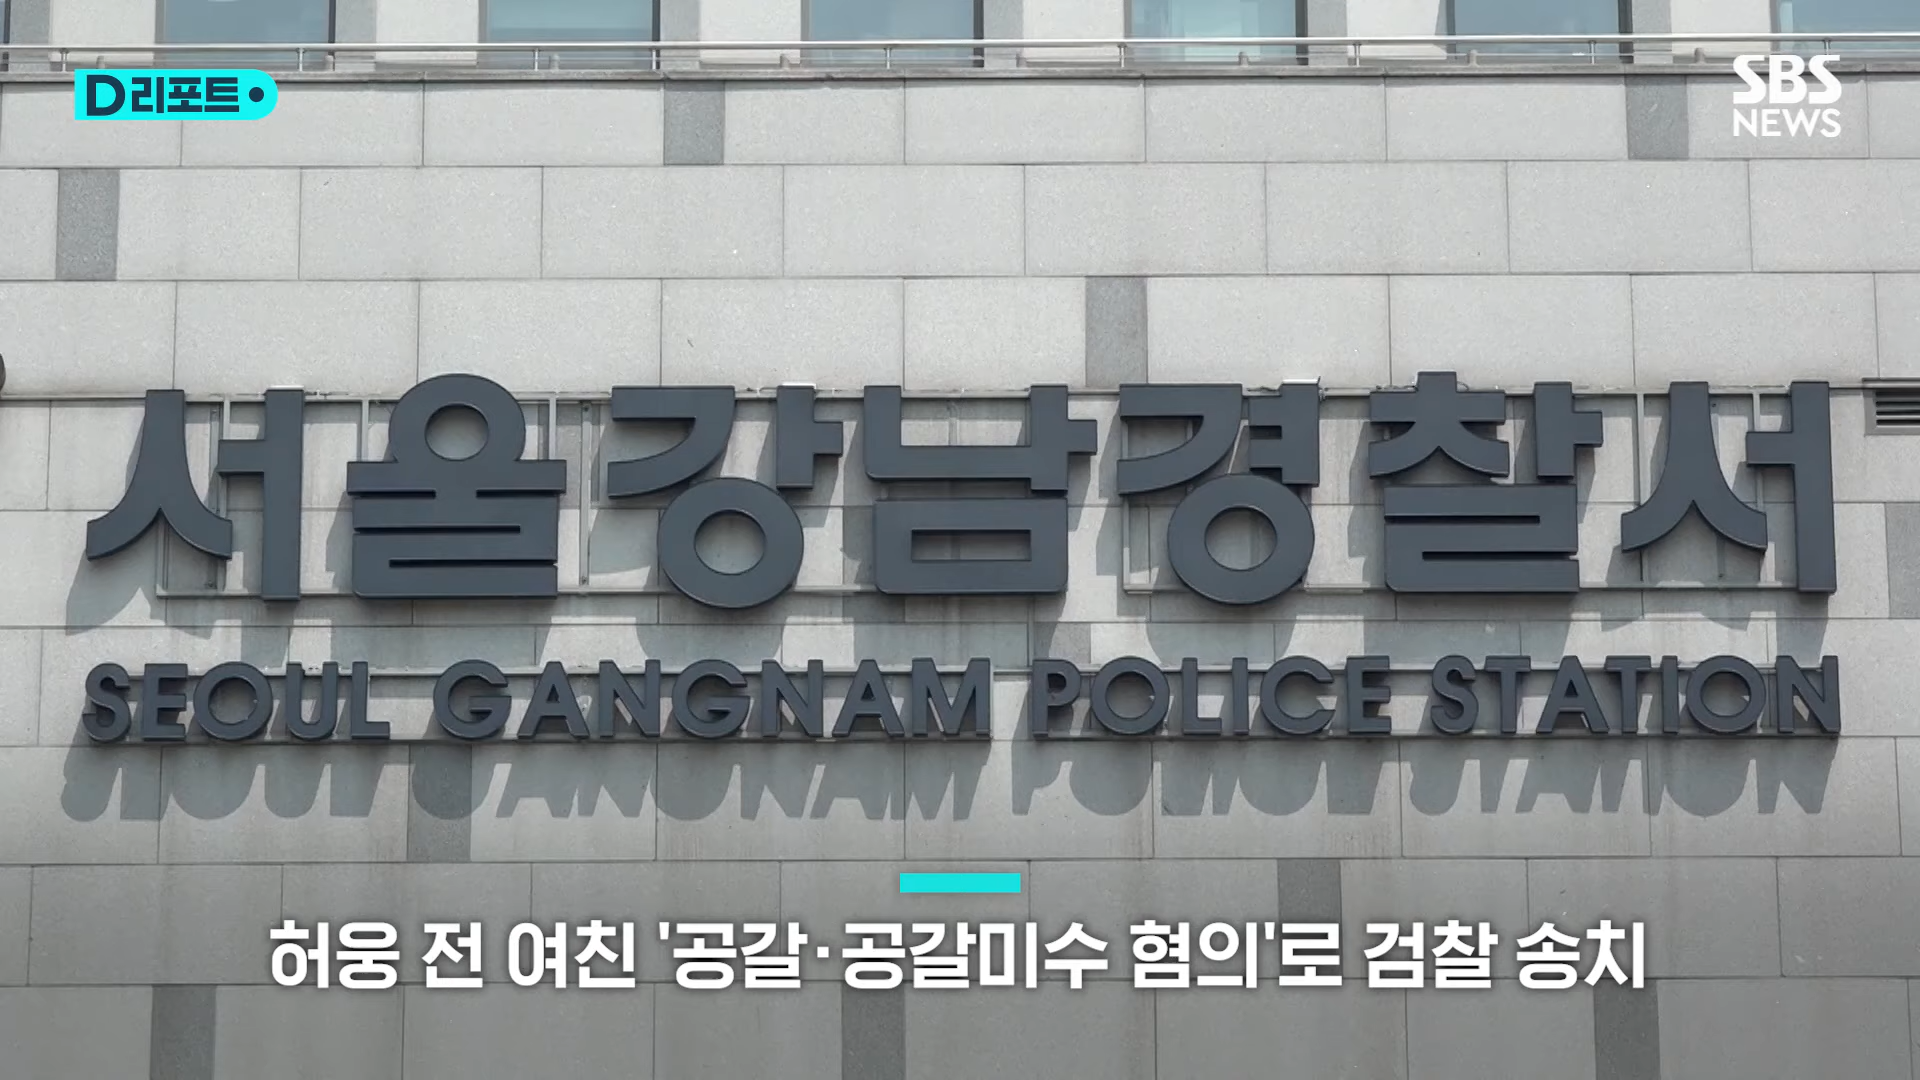 D리포트
SBS
NEWS
서울강남경찰서
SEOUL GANGNAM POLICE STATION
허웅 전 여친 '공갈·공갈미수 혐의'로 검찰 송치